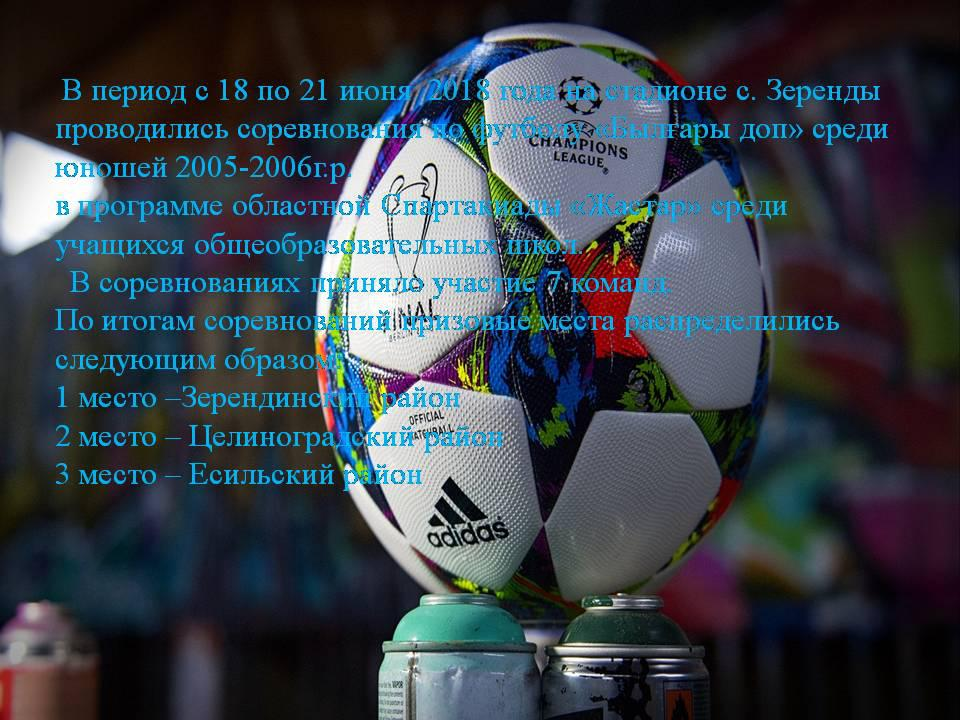 В период с 18 по 21 июня 2018 года на стадионе с. Зеренды
проводились соревнования по футболу «Былғары доп» среди
юношей 2005-2006г.р.
в программе областной Спартакиады «Жастар» среди
учащихся общеобразовательных школ.
В соревнованиях приняло участие 7 команд.
По итогам соревнований призовые места распределились
следующим образом:
1 место –Зерендинский район
2 место – Целиноградский район
3 место – Есильский район
CHAMPIONS
LEAGUE
FINAL
BERLIN
OFFICIAL
MATCHBALL
adidas